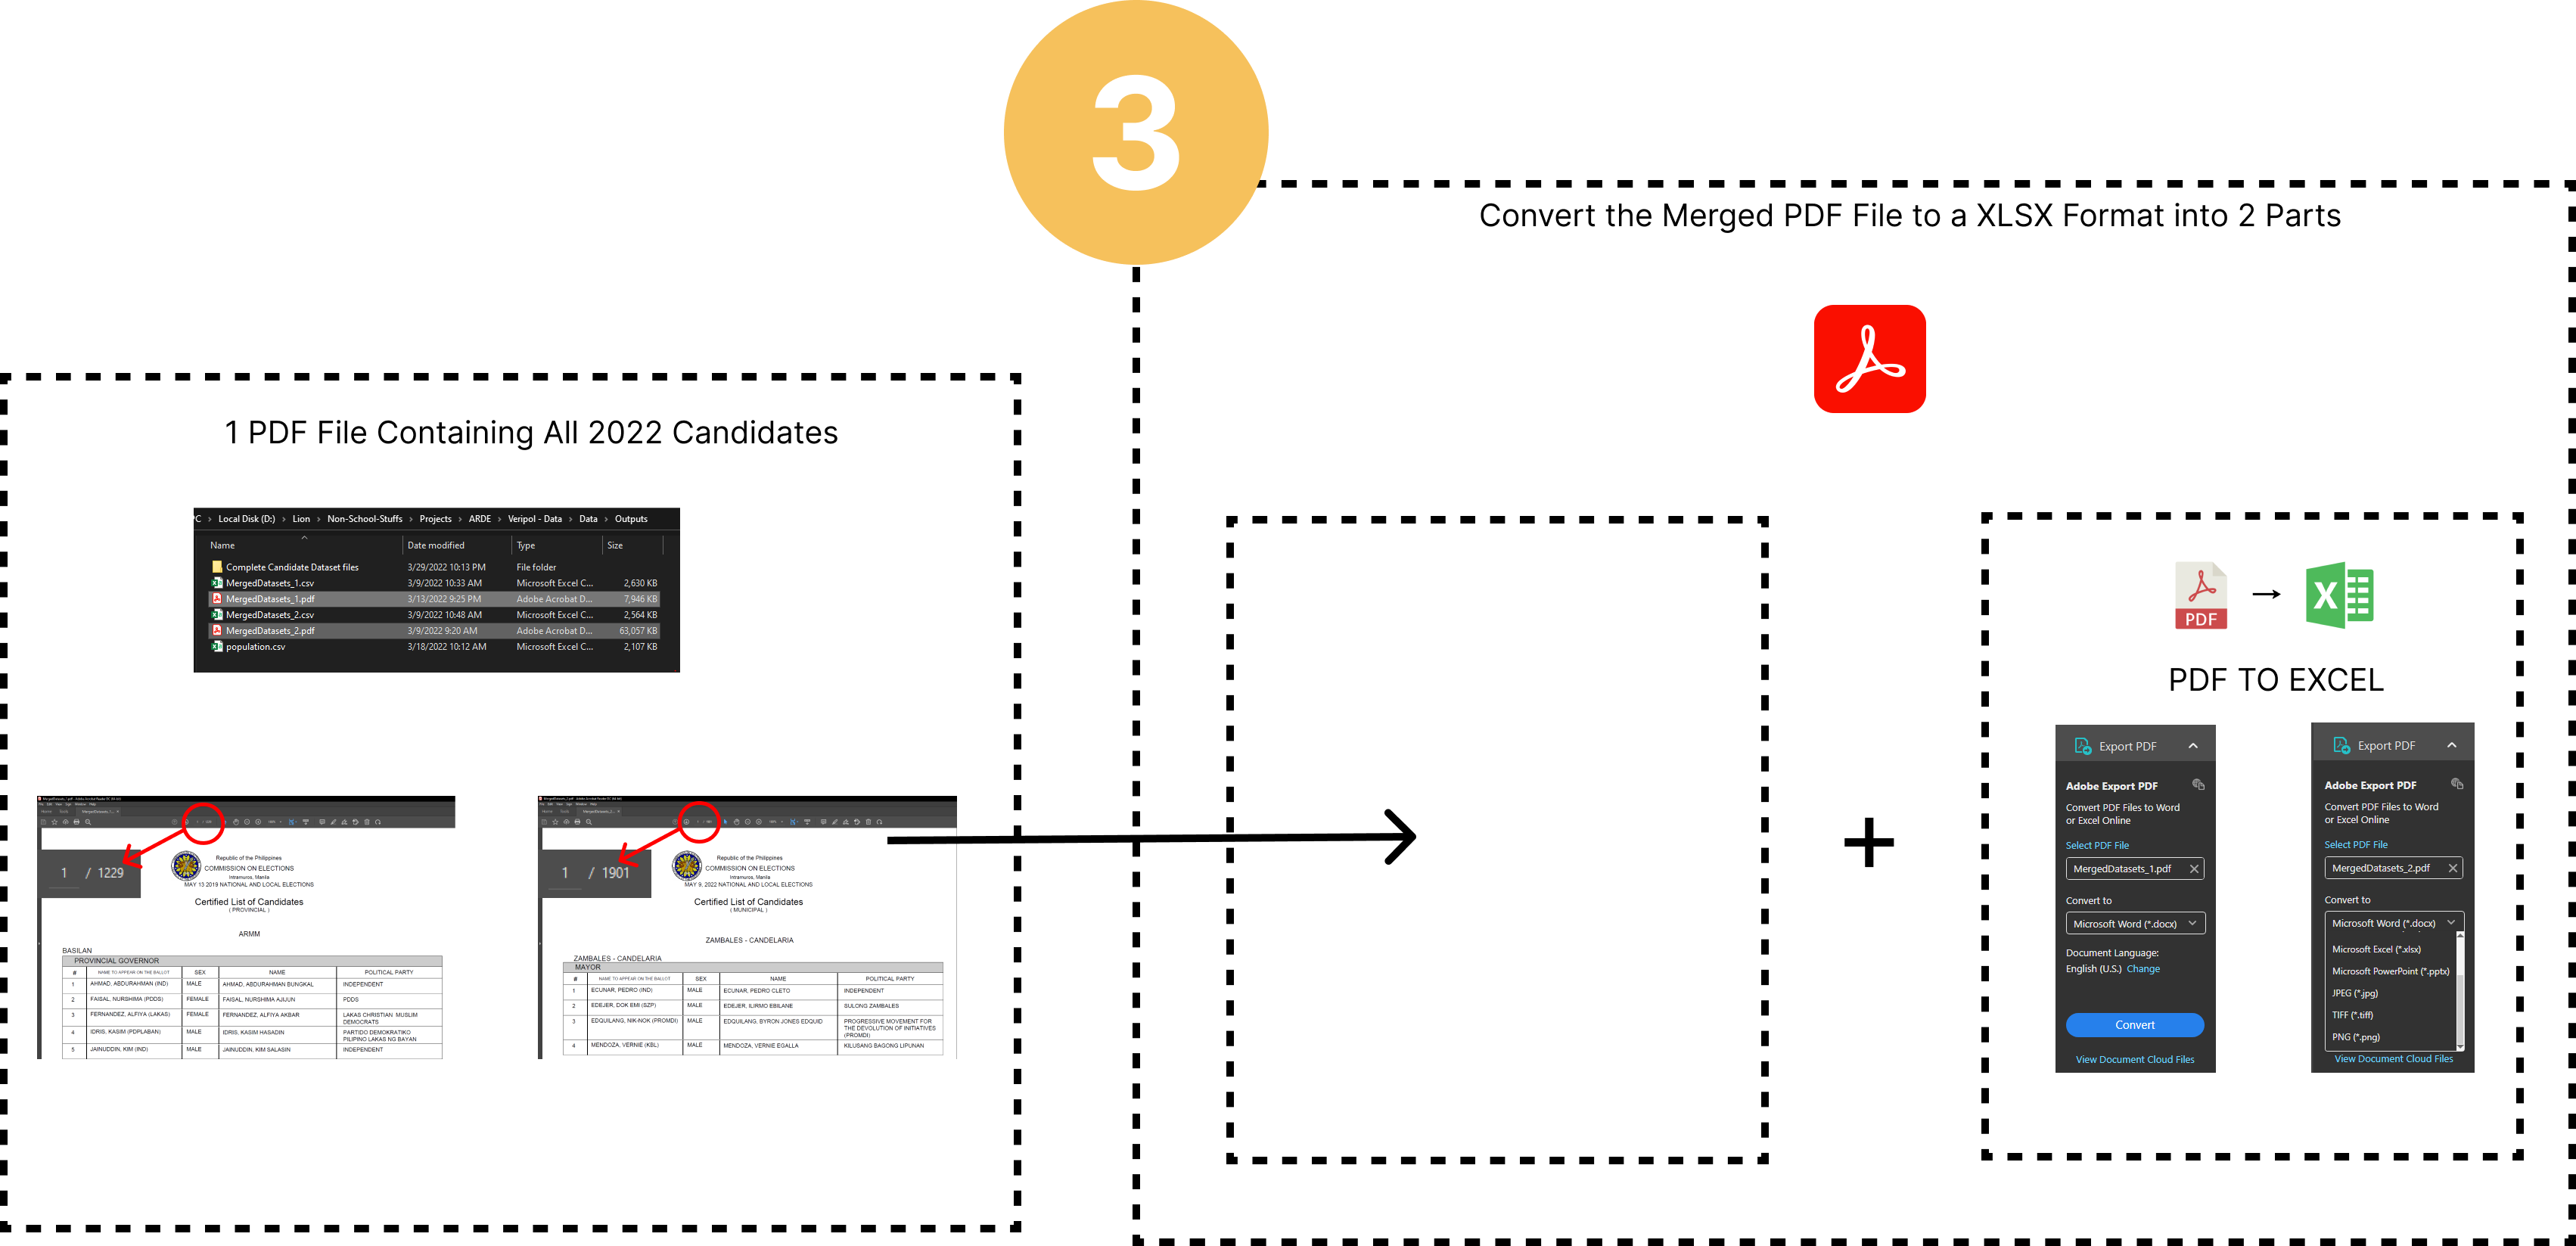 3
Convert the Merged PDF File to a XLSX Format into 2 Parts
1 PDF File Containing All 2022 Candidates
Local Disk (D:) > Lion > Non-School-Stuffs > Projects > ARDE > Veripol - Data > Data > Outputs
Name Date modified Type Size
Complete Candidate Dataset files 3/29/2022 10:13 PM File folder
MergedDatasets_1.csv 3/9/2022 10:33 AM Microsoft Excel C... 2,630 KB
MergedDatasets_1.pdf 3/13/2022 9:25 PM Adobe Acrobat D... 7,946 KB
MergedDatasets_2.csv 3/9/2022 10:48 AM Microsoft Excel C... 2,564 KB
MergedDatasets_2.pdf 3/9/2022 9:20 AM Adobe Acrobat D... 63,057 KB
population.csv 3/18/2022 10:12 AM Microsoft Excel C... 2,107 KB
1 / 1229
Republic of the Philippines
COMMISSION ON ELECTIONS
Intramuros, Manila
MAY 13 2019 NATIONAL AND LOCAL ELECTIONS
Certified List of Candidates
( PROVINCIAL )
ARMM
BASILAN
PROVINCIAL GOVERNOR
# NAME TO APPEAR ON THE BALLOT SEX NAME POLITICAL PARTY
1 AHMAD, ABDURAHMAN (IND) MALE AHMAD, ABDURAHMAN BUNGKAL INDEPENDENT
2 FAISAL, NURSHIMA (PDDS) FEMALE FAISAL, NURSHIMA AJIJUN PDDS
3 FERNANDEZ, ALFIYA (LAKAS) FEMALE FERNANDEZ, ALFIYA AKBAR LAKAS CHRISTIAN MUSLIM
DEMOCRATS
4 IDRIS, KASIM (PDPLABAN) MALE IDRIS, KASIM HASADIN PARTIDO DEMOKRATIKO
PILIPINO LAKAS NG BAYAN
5 JAINUDDIN, KIM (IND) MALE JAINUDDIN, KIM SALASIN INDEPENDENT
1 / 1901
Republic of the Philippines
COMMISSION ON ELECTIONS
Intramuros, Manila
MAY 9, 2022 NATIONAL AND LOCAL ELECTIONS
Certified List of Candidates
( MUNICIPAL )
ZAMBALES - CANDELARIA
ZAMBALES - CANDELARIA
MAYOR
# NAME TO APPEAR ON THE BALLOT SEX NAME POLITICAL PARTY
1 ECUNAR, PEDRO (IND) MALE ECUNAR, PEDRO CLETO INDEPENDENT
2 EDEJER, DOK EMI (SZP) MALE EDEJER, ILIRMO EBILANE SULONG ZAMBALES
3 EDQUILANG, NIK-NOK (PROMDI) MALE EDQUILANG, BYRON JONES EDQUID PROGRESSIVE MOVEMENT FOR
THE DEVOLUTION OF INITIATIVES
(PROMDI)
4 MENDOZA, VERNIE (KBL) MALE MENDOZA, VERNIE EGALLA KILUSANG BAGONG LIPUNAN
+
PDF
X
PDF TO EXCEL
Export PDF
Adobe Export PDF
Convert PDF Files to Word
or Excel Online
Select PDF File
MergedDatasets_1.pdf
Convert to
Microsoft Word (*.docx)
Document Language:
English (U.S.) Change
Convert
View Document Cloud Files
Export PDF
Adobe Export PDF
Convert PDF Files to Word
or Excel Online
Select PDF File
MergedDatasets_2.pdf
Convert to
Microsoft Word (*.docx)
Microsoft Excel (*.xlsx)
Microsoft PowerPoint (*.pptx)
JPEG (*.jpg)
TIFF (*.tiff)
PNG (*.png)
View Document Cloud Files